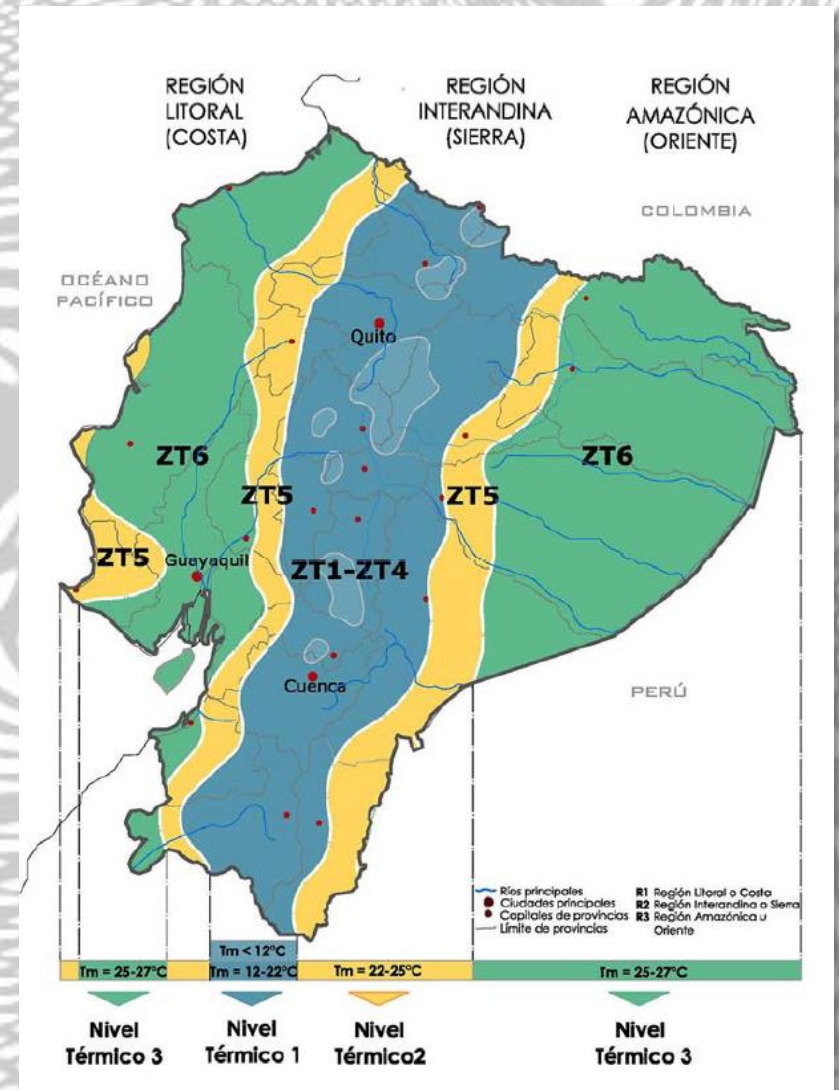 REGIÓN
LITORAL
(COSTA)
REGIÓN
INTERANDINA
(SIERRA)
REGIÓN
AMAZÓNICA
(ORIENTE)
COLOMBIA
OCÉANO
PACÍFICO
Quito
ZT6
ZT6
ZT5
ZT5
ZT5
Guayaquil
ZT1-ZT4
Cuenca
PERÚ
Ríos principales
Ciudades principales
Capitales de provincias
Límite de provincias
R1 Región Litoral o Costa
R2 Región Interandina o Sierra
R3 Región Amazónica u
Oriente
Tm < 12°C
Tm = 25-27°C
Tm = 12-22°C
Tm = 22-25°C
Tm = 25-27°C
Nivel
Térmico 3
Nivel
Térmico 1
Nivel
Térmico2
Nivel
Térmico 3